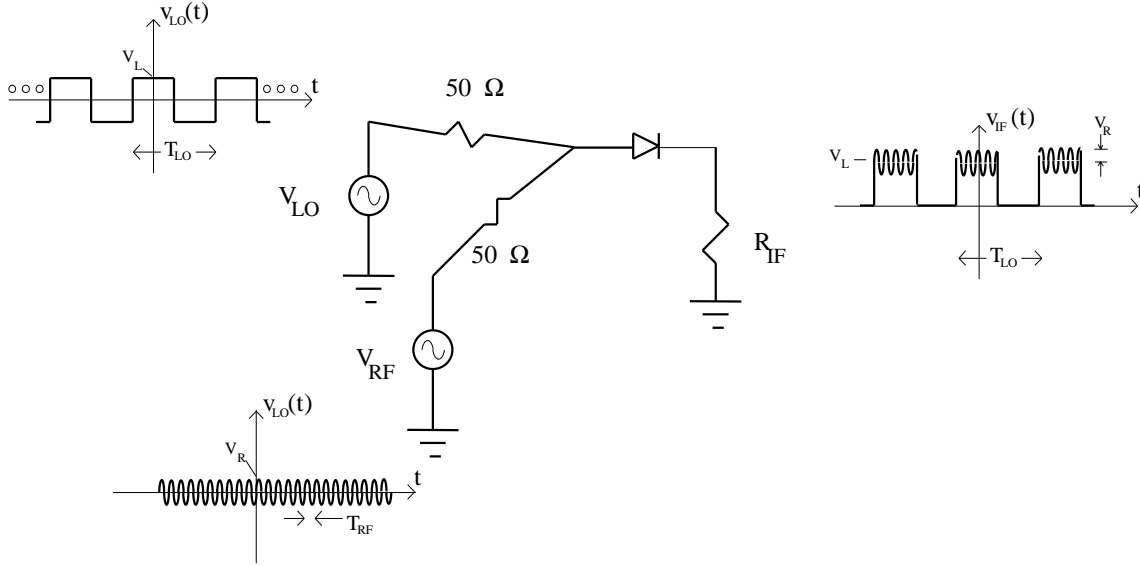 v_LO(t)
V_L
t
T_LO
50 Ω
V_LO
50 Ω
R_IF
V_RF
v_IF(t)
V_R
V_L
t
T_LO
v_LO(t)
V_R
t
T_RF